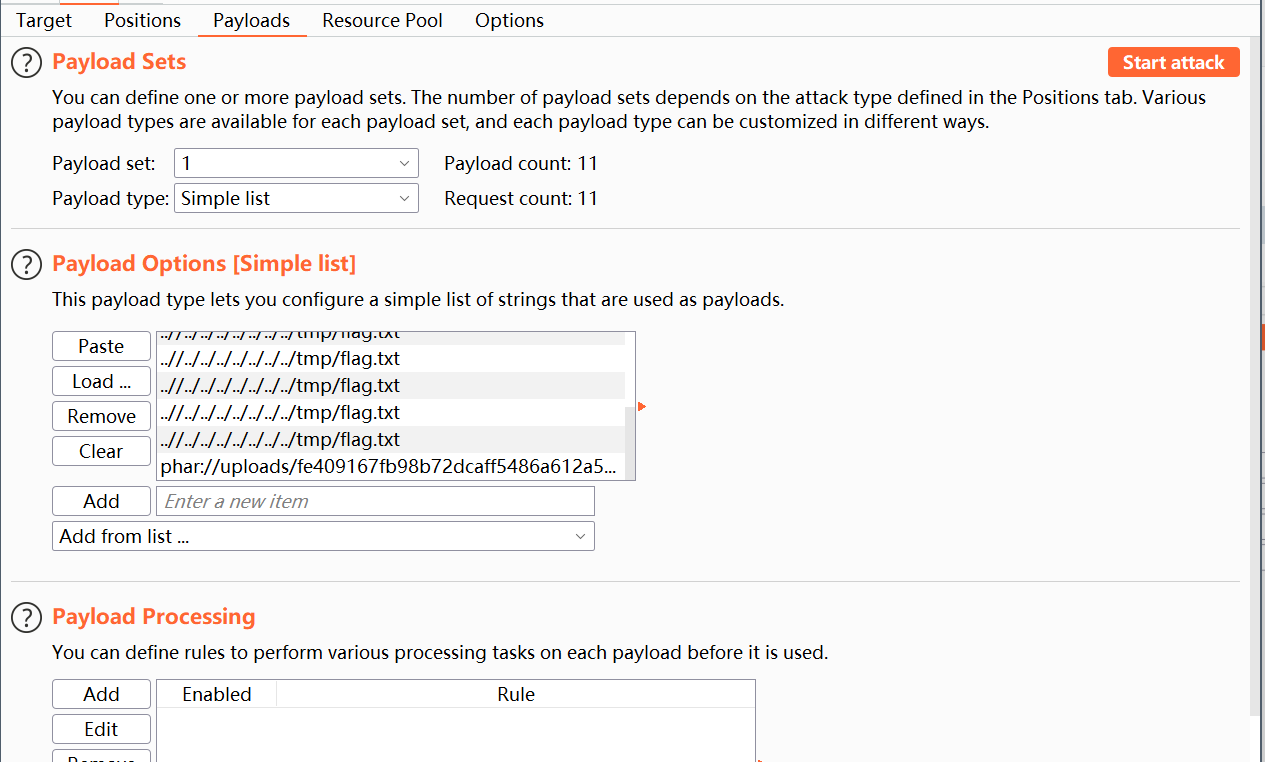 Target Positions Payloads Resource Pool Options
Payload Sets
Start attack
You can define one or more payload sets. The number of payload sets depends on the attack type defined in the Positions tab. Various
payload types are available for each payload set, and each payload type can be customized in different ways.
Payload set: 1 Payload count: 11
Payload type: Simple list Request count: 11
Payload Options [Simple list]
This payload type lets you configure a simple list of strings that are used as payloads.
Paste
Load ...
Remove
Clear
..//../../../../../../../tmp/flag.txt
..//../../../../../../../tmp/flag.txt
..//../../../../../../../tmp/flag.txt
..//../../../../../../../tmp/flag.txt
..//../../../../../../../tmp/flag.txt
phar://uploads/fe409167fb98b72dcaff5486a612a5...
Add Enter a new item
Add from list ...
Payload Processing
You can define rules to perform various processing tasks on each payload before it is used.
Add Enabled Rule
Edit
Remove